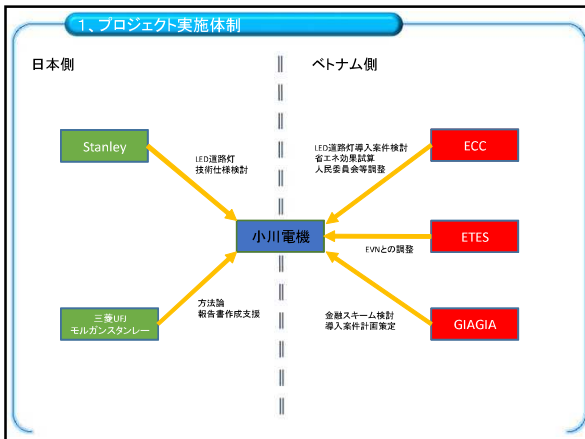 １、プロジェクト実施体制
日本側
ベトナム側
Stanley
LED道路灯
技術仕様検討
LED道路灯導入案件検討
省エネ効果試算
人民委員会等調整
ECC
小川電機
EVNとの調整
ETES
三菱UFJ
モルガンスタンレー
方法論
報告書作成支援
金融スキーム検討
導入案件計画策定
GIAGIA